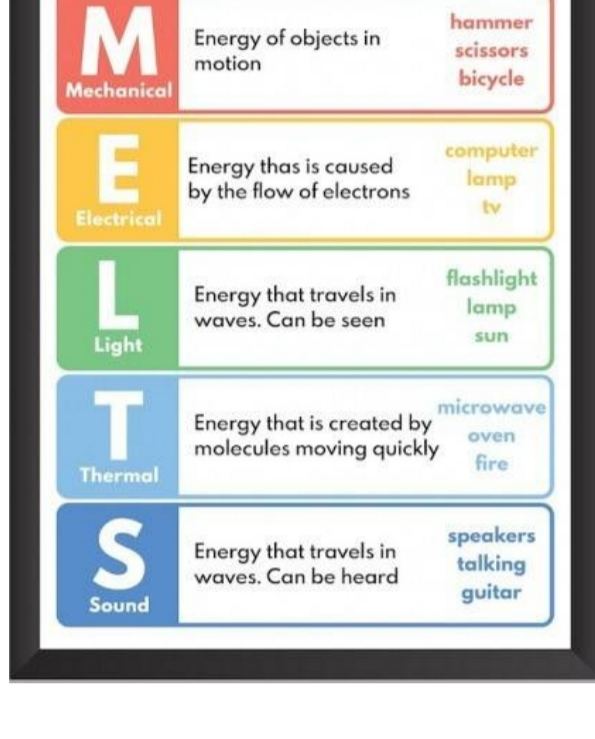 M
Mechanical
Energy of objects in
motion
hammer
scissors
bicycle
E
Electrical
Energy thas is caused
by the flow of electrons
computer
lamp
tv
L
Light
Energy that travels in
waves. Can be seen
flashlight
lamp
sun
T
Thermal
Energy that is created by
molecules moving quickly
microwave
oven
fire
S
Sound
Energy that travels in
waves. Can be heard
speakers
talking
guitar